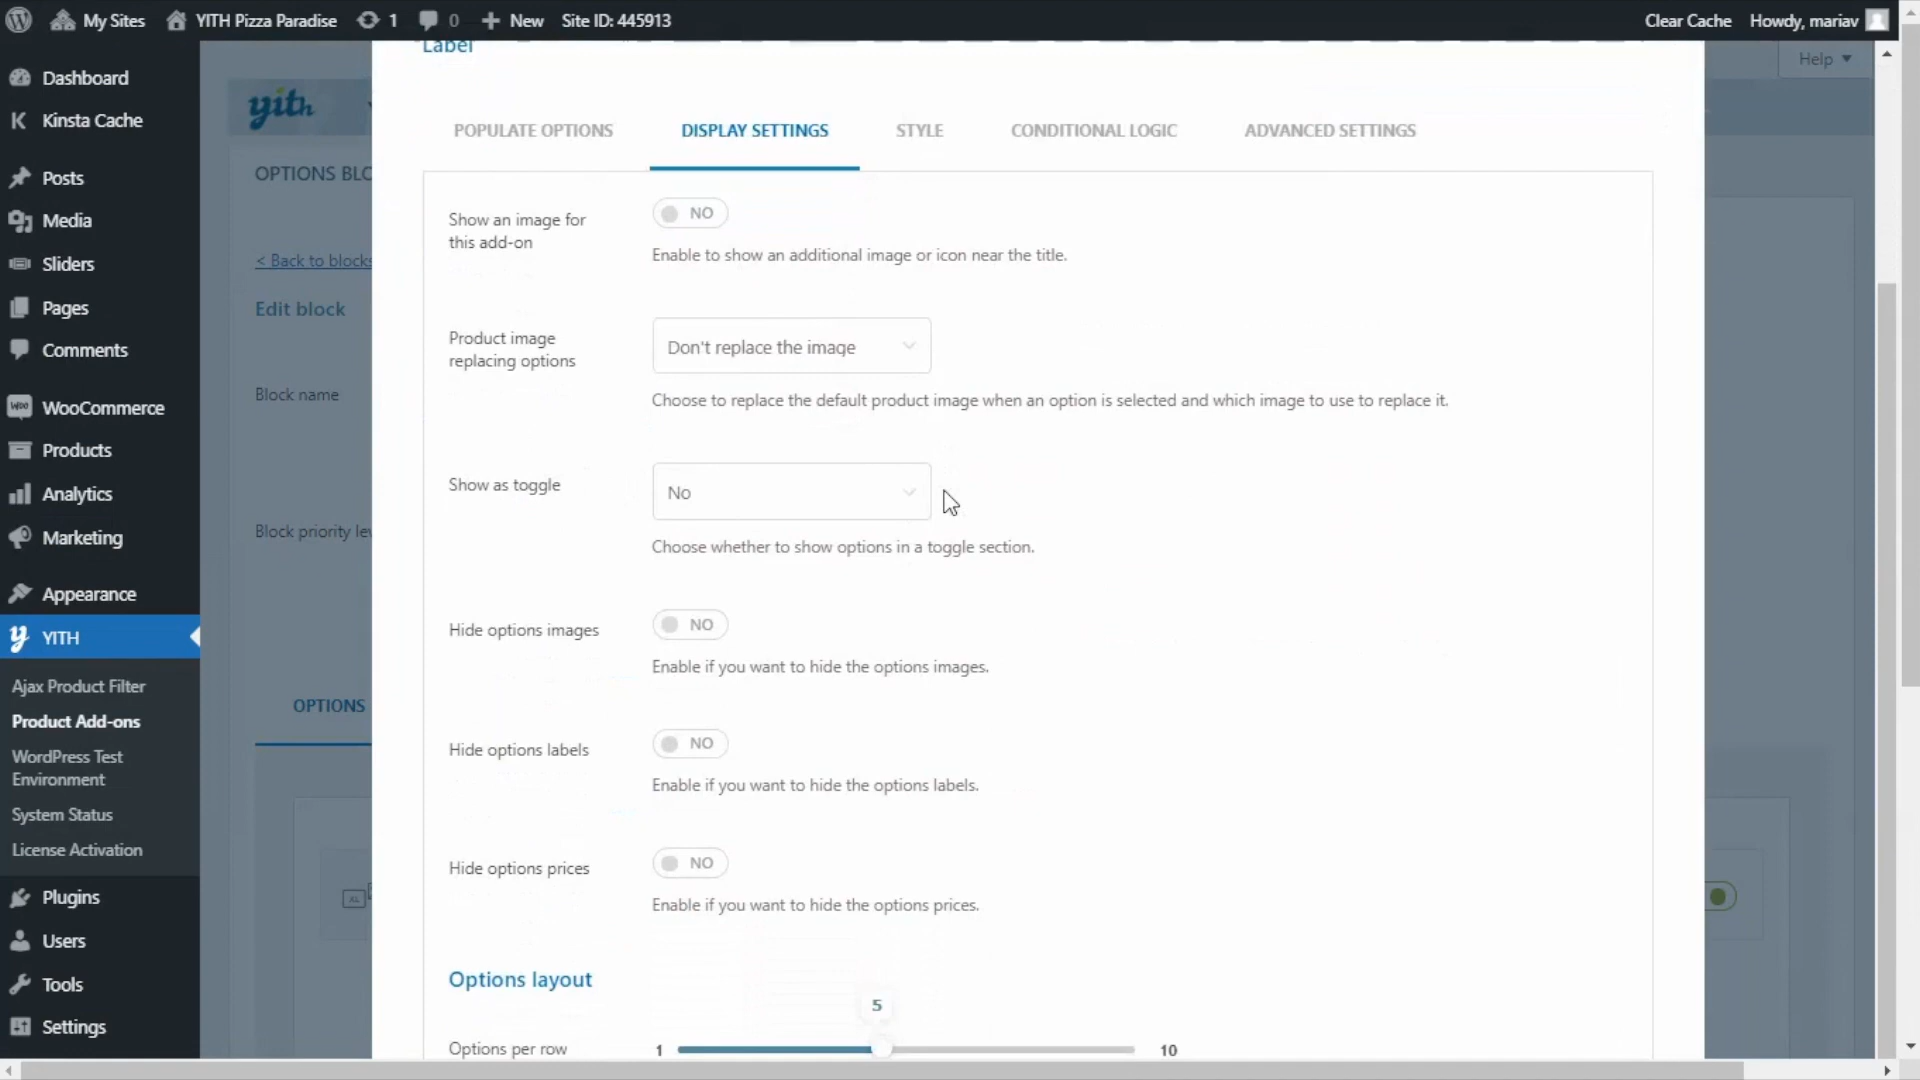 My Sites YITH Pizza Paradise 1 0 New Site ID: 445913 Clear Cache Howdy, mariav
Label
Help
Dashboard
Kinsta Cache
Posts
Media
Sliders
Pages
Comments
WooCommerce
Products
Analytics
Marketing
Appearance
YITH
Ajax Product Filter
Product Add-ons
WordPress Test
Environment
System Status
License Activation
Plugins
Users
Tools
Settings
yith
OPTIONS BLO
< Back to blocks
Edit block
Block name
Block priority lev
OPTIONS
XL
POPULATE OPTIONS DISPLAY SETTINGS STYLE CONDITIONAL LOGIC ADVANCED SETTINGS
Show an image for
this add-on
NO
Enable to show an additional image or icon near the title.
Product image
replacing options
Don't replace the image
Choose to replace the default product image when an option is selected and which image to use to replace it.
Show as toggle
No
Choose whether to show options in a toggle section.
Hide options images
NO
Enable if you want to hide the options images.
Hide options labels
NO
Enable if you want to hide the options labels.
Hide options prices
NO
Enable if you want to hide the options prices.
Options layout
5
Options per row 1 10